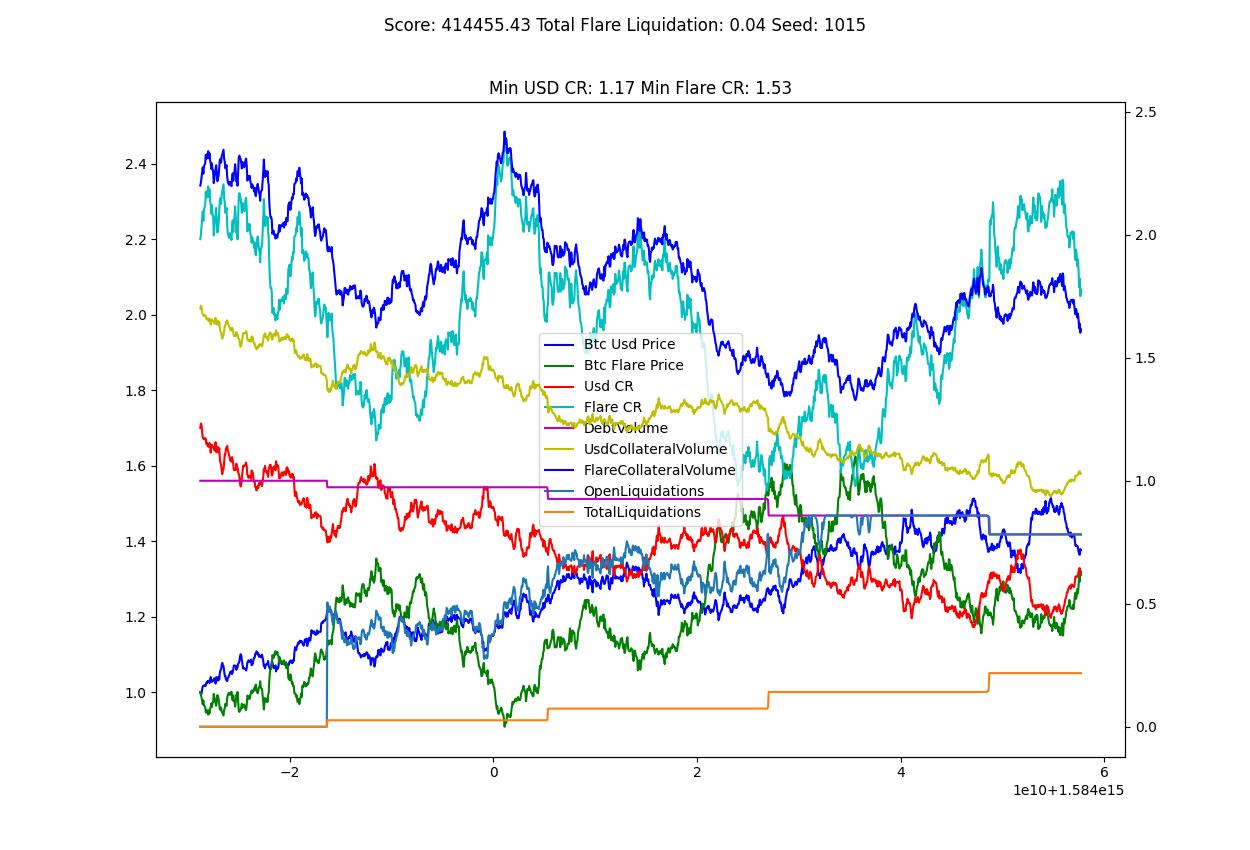 Score: 414455.43 Total Flare Liquidation: 0.04 Seed: 1015
Min USD CR: 1.17 Min Flare CR: 1.53
2.4
2.2
2.0
1.8
1.6
1.4
1.2
1.0
2.5
2.0
1.5
1.0
0.5
0.0
Btc Usd Price
Btc Flare Price
Usd CR
Flare CR
DebtVolume
UsdCollateralVolume
FlareCollateralVolume
OpenLiquidations
TotalLiquidations
−2
0
2
4
6
1e10+1.584e15